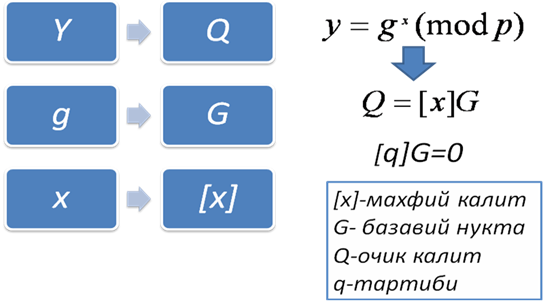 Y Q
g G
x [x]
y = g^x (mod p)
Q = [x]G
[q]G=0
[x]-махфий калит
G- базавий нукта
Q-очик калит
q-тартиби